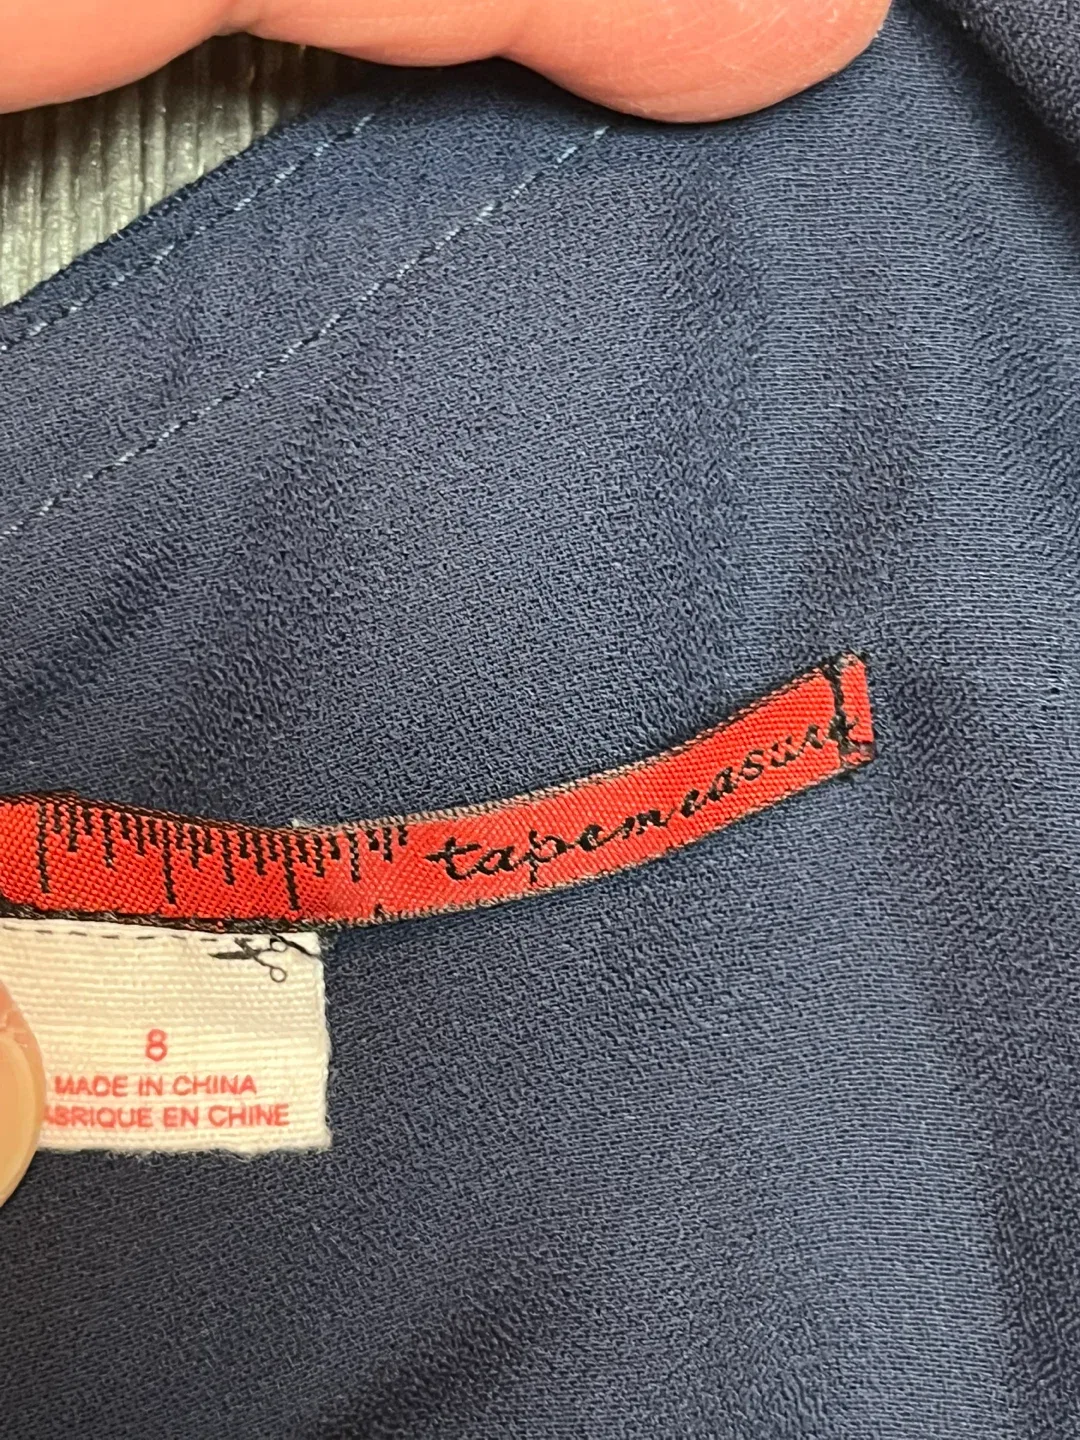 tapemeasure
8
MADE IN CHINA
ABRIQUE EN CHINE